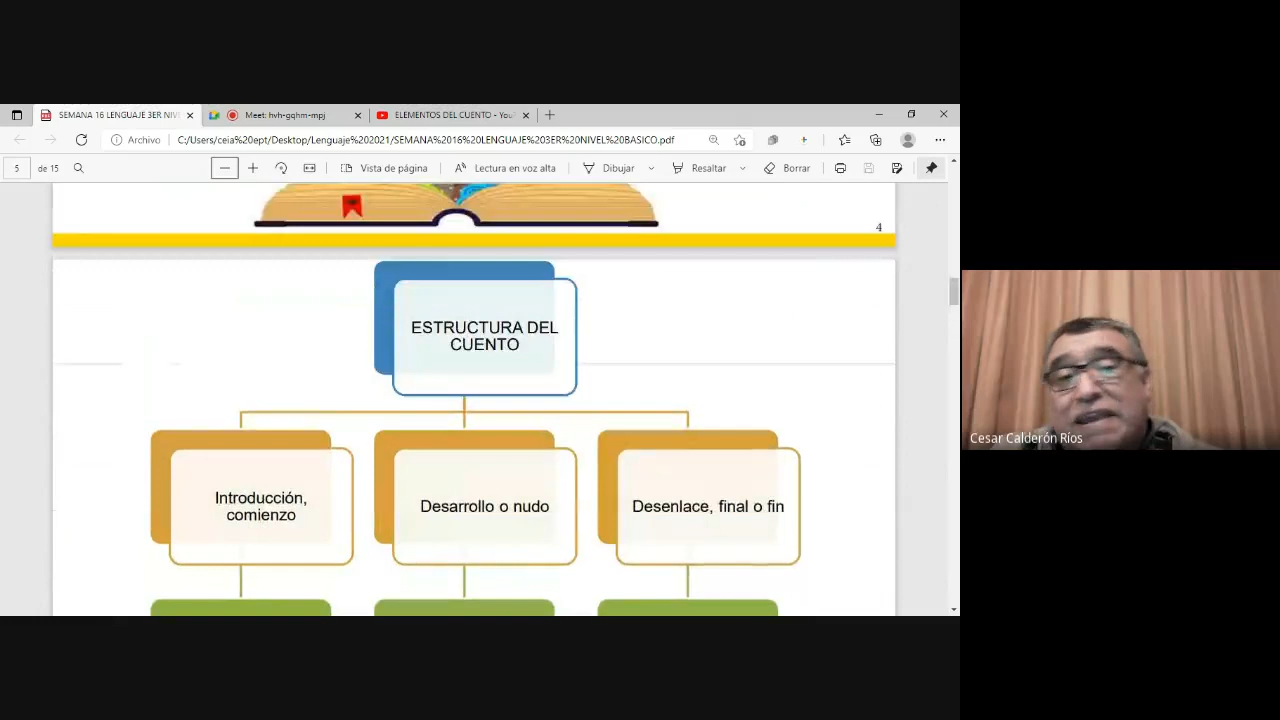 SEMANA 16 LENGUAJE 3ER NIV
Meet: hvh-gqhm-mpj
ELEMENTOS DEL CUENTO - You
Archivo
C:/Users/ceia%20ept/Desktop/Lenguaje%202021/SEMANA%2016%20LENGUAJE%203ER%20NIVEL%20BASICO.pdf
5 de 15
Vista de página
Lectura en voz alta
Dibujar
Resaltar
Borrar
4
ESTRUCTURA DEL
CUENTO
Introducción,
comienzo
Desarrollo o nudo
Desenlace, final o fin
Cesar Calderón Ríos